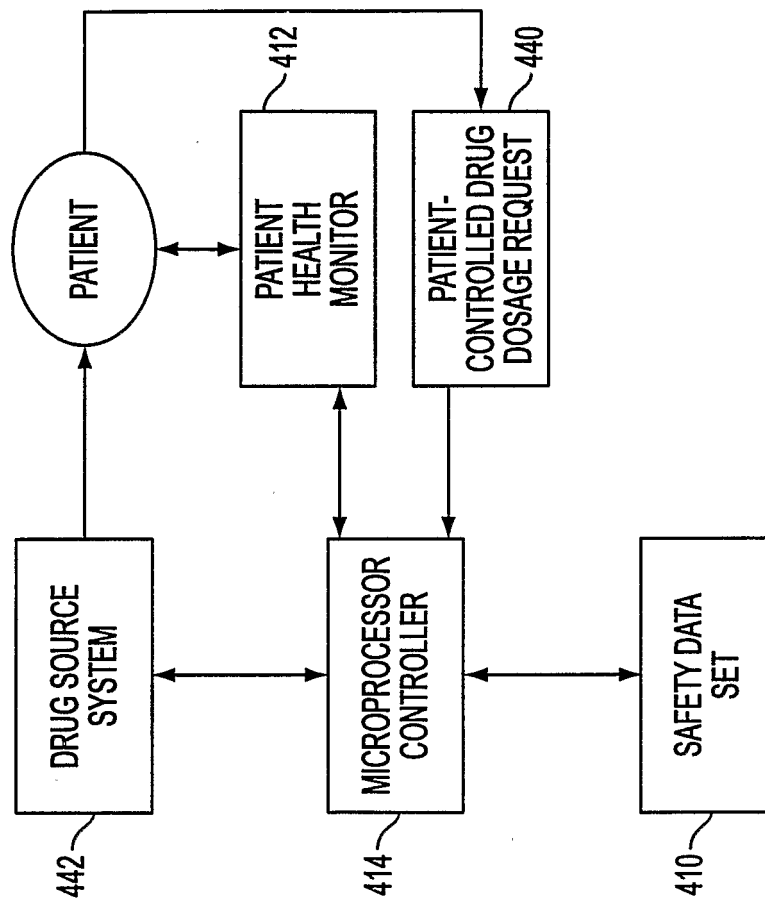 442
DRUG SOURCE
SYSTEM
PATIENT
414
MICROPROCESSOR
CONTROLLER
PATIENT
HEALTH
MONITOR
412
PATIENT-
CONTROLLED DRUG
DOSAGE REQUEST
440
410
SAFETY DATA
SET